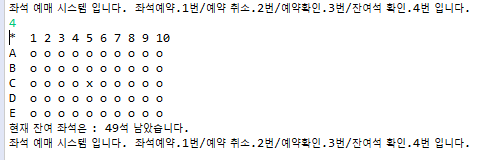 좌석 예매 시스템 입니다. 좌석예약.1번/예약 취소.2번/예약확인.3번/잔여석 확인.4번 입니다.
4
* 1 2 3 4 5 6 7 8 9 10
A o o o o o o o o o o
B o o o o o o o o o o
C o o o o x o o o o o
D o o o o o o o o o o
E o o o o o o o o o o
현재 잔여 좌석은 : 49석 남았습니다.
좌석 예매 시스템 입니다. 좌석예약.1번/예약 취소.2번/예약확인.3번/잔여석 확인.4번 입니다.